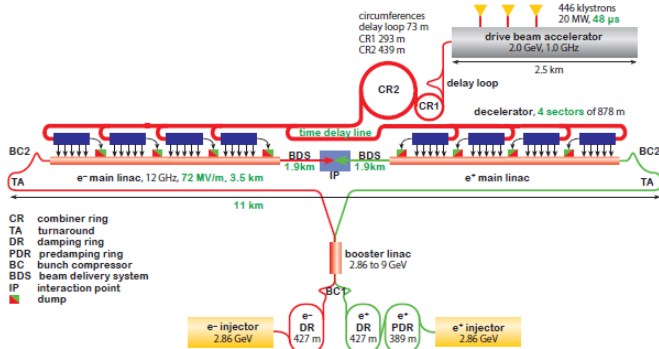 circumferences
delay loop 73 m
CR1 293 m
CR2 439 m
446 klystrons
20 MW, 48 µs
drive beam accelerator
2.0 GeV, 1.0 GHz
2.5 km
delay loop
CR2
CR1
decelerator, 4 sectors of 878 m
time delay line
BC2
BC2
BDS
1.9km
BDS
1.9km
IP
TA
e⁻ main linac, 12 GHz, 72 MV/m, 3.5 km
e⁺ main linac
TA
11 km
CR combiner ring
TA turnaround
DR damping ring
PDR predamping ring
BC bunch compressor
BDS beam delivery system
IP interaction point
dump
booster linac
2.86 to 9 GeV
BC1
e⁻ injector
2.86 GeV
e⁻
DR
427 m
e⁺
DR
427 m
e⁺
PDR
389 m
e⁺ injector
2.86 GeV